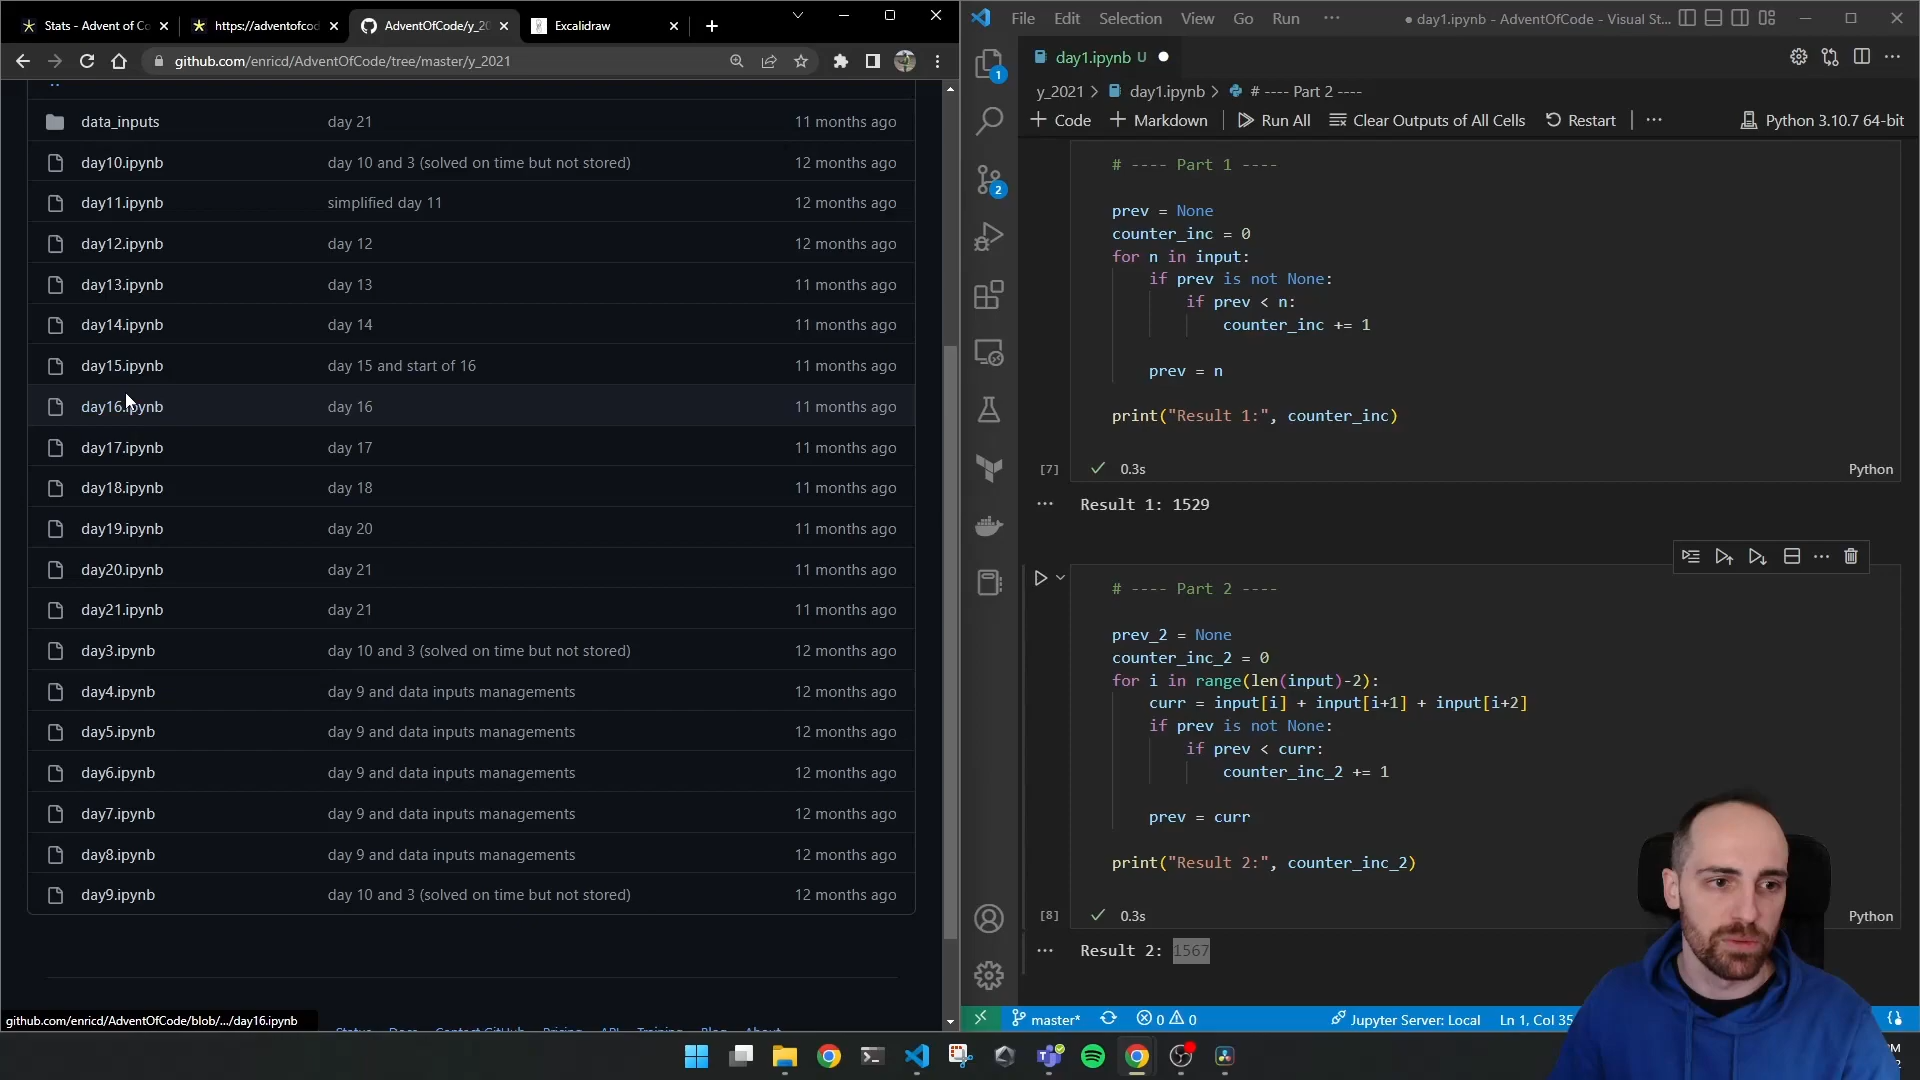 Stats - Advent of Co
https://adventofcod
AdventOfCode/y_20
Excalidraw
github.com/enricd/AdventOfCode/tree/master/y_2021
..
data_inputs day 21 11 months ago
day10.ipynb day 10 and 3 (solved on time but not stored) 12 months ago
day11.ipynb simplified day 11 12 months ago
day12.ipynb day 12 12 months ago
day13.ipynb day 13 11 months ago
day14.ipynb day 14 11 months ago
day15.ipynb day 15 and start of 16 11 months ago
day16.ipynb day 16 11 months ago
day17.ipynb day 17 11 months ago
day18.ipynb day 18 11 months ago
day19.ipynb day 20 11 months ago
day20.ipynb day 21 11 months ago
day21.ipynb day 21 11 months ago
day3.ipynb day 10 and 3 (solved on time but not stored) 12 months ago
day4.ipynb day 9 and data inputs managements 12 months ago
day5.ipynb day 9 and data inputs managements 12 months ago
day6.ipynb day 9 and data inputs managements 12 months ago
day7.ipynb day 9 and data inputs managements 12 months ago
day8.ipynb day 9 and data inputs managements 12 months ago
day9.ipynb day 10 and 3 (solved on time but not stored) 12 months ago
Status Docs Contact GitHub Pricing API Training Blog About
github.com/enricd/AdventOfCode/blob/.../day16.ipynb
File Edit Selection View Go Run ··· ● day1.ipynb - AdventOfCode - Visual St...
day1.ipynb U
y_2021 > day1.ipynb > # ---- Part 2 ----
+ Code + Markdown Run All Clear Outputs of All Cells Restart ··· Python 3.10.7 64-bit
1
2
# ---- Part 1 ----
prev = None
counter_inc = 0
for n in input:
if prev is not None:
if prev < n:
counter_inc += 1
prev = n
print("Result 1:", counter_inc)
[7] 0.3s Python
··· Result 1: 1529
# ---- Part 2 ----
prev_2 = None
counter_inc_2 = 0
for i in range(len(input)-2):
curr = input[i] + input[i+1] + input[i+2]
if prev is not None:
if prev < curr:
counter_inc_2 += 1
prev = curr
print("Result 2:", counter_inc_2)
[8] 0.3s Python
··· Result 2: 1567
master* 0 0 Jupyter Server: Local Ln 1, Col 35